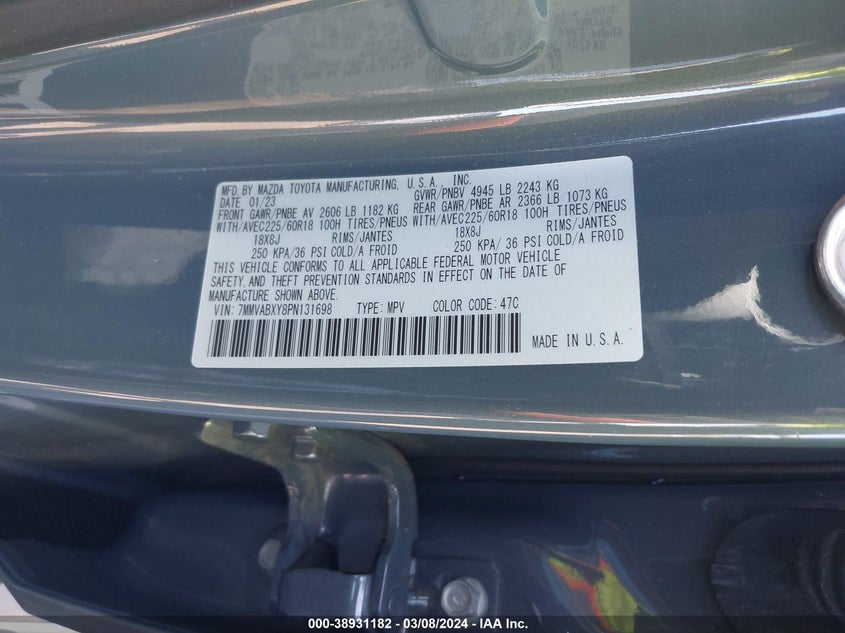 MFD. BY MAZDA TOYOTA MANUFACTURING, U.S.A. INC.
DATE 01/23 GVWR/PNBV 4945 LB 2243 KG
FRONT GAWR/PNBE AV 2606 LB 1182 KG REAR GAWR/PNBE AR 2366 LB 1073 KG
WITH/AVEC225/60R18 100H TIRES/PNEUS WITH/AVEC225/60R18 100H TIRES/PNEUS
18X8J RIMS/JANTES 18X8J RIMS/JANTES
250 KPA/36 PSI COLD/A FROID 250 KPA/ 36 PSI COLD/A FROID
THIS VEHICLE CONFORMS TO ALL APPLICABLE FEDERAL MOTOR VEHICLE
SAFETY, AND THEFT PREVENTION STANDARDS IN EFFECT ON THE DATE OF
MANUFACTURE SHOWN ABOVE.
VIN: 7MMVABXY8PN131698 TYPE: MPV COLOR CODE: 47C
MADE IN U.S.A.
000-38931182 — 03/08/2024 - IAA Inc.